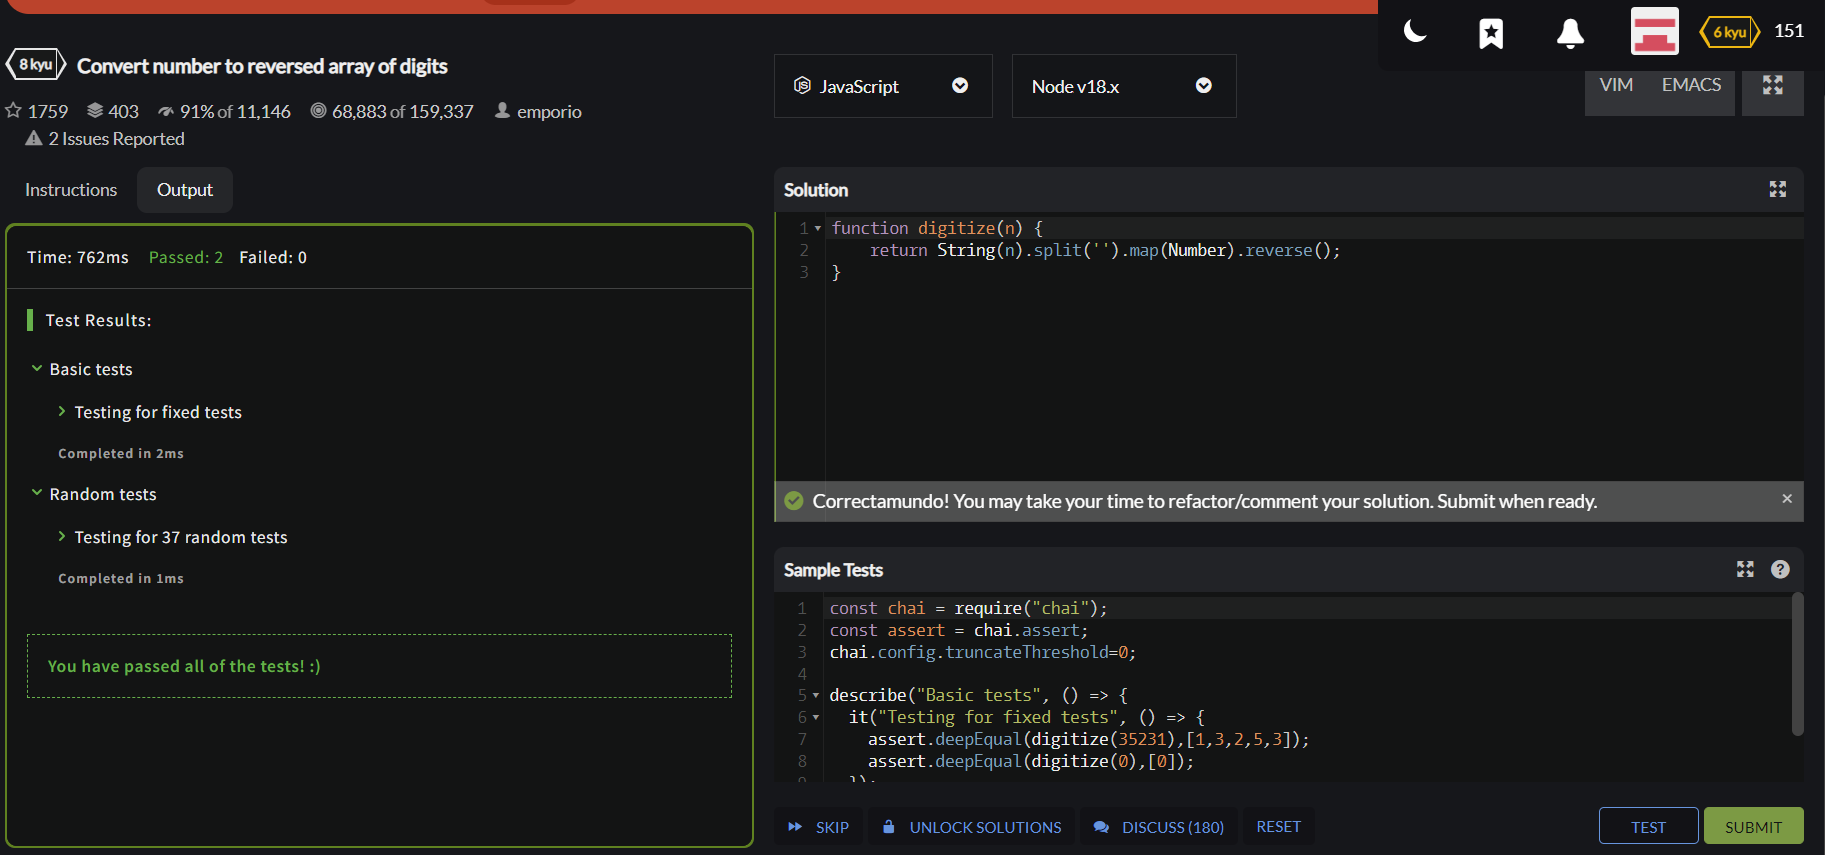 6 kyu 151
8 kyu Convert number to reversed array of digits
1759 403 91% of 11,146 68,883 of 159,337 emporio
2 Issues Reported
JavaScript
Node v18.x
VIM EMACS
Instructions Output
Time: 762ms Passed: 2 Failed: 0
Test Results:
Basic tests
Testing for fixed tests
Completed in 2ms
Random tests
Testing for 37 random tests
Completed in 1ms
You have passed all of the tests! :)
Solution
1 function digitize(n) {
2     return String(n).split('').map(Number).reverse();
3 }
Correctamundo! You may take your time to refactor/comment your solution. Submit when ready.
Sample Tests
1 const chai = require("chai");
2 const assert = chai.assert;
3 chai.config.truncateThreshold=0;
4
5 describe("Basic tests", () => {
6   it("Testing for fixed tests", () => {
7     assert.deepEqual(digitize(35231),[1,3,2,5,3]);
8     assert.deepEqual(digitize(0),[0]);
9   });
SKIP UNLOCK SOLUTIONS DISCUSS (180) RESET TEST SUBMIT